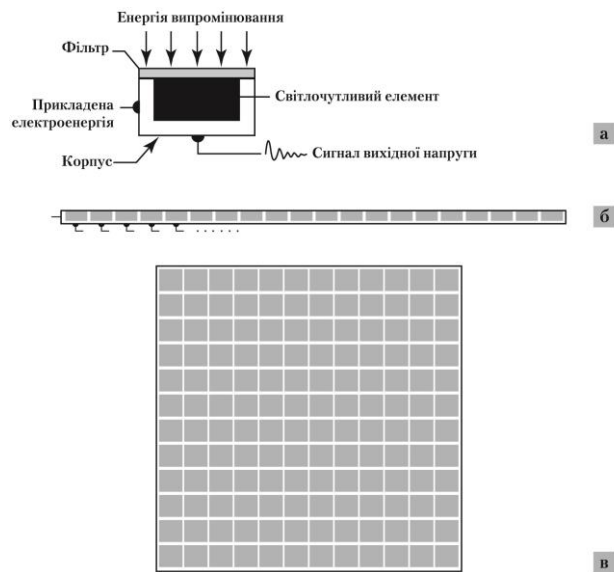 Енергія випромінювання
Фільтр
Світлочутливий елемент
Прикладена
електроенергія
а
Сигнал вихідної напруги
Корпус
б
в